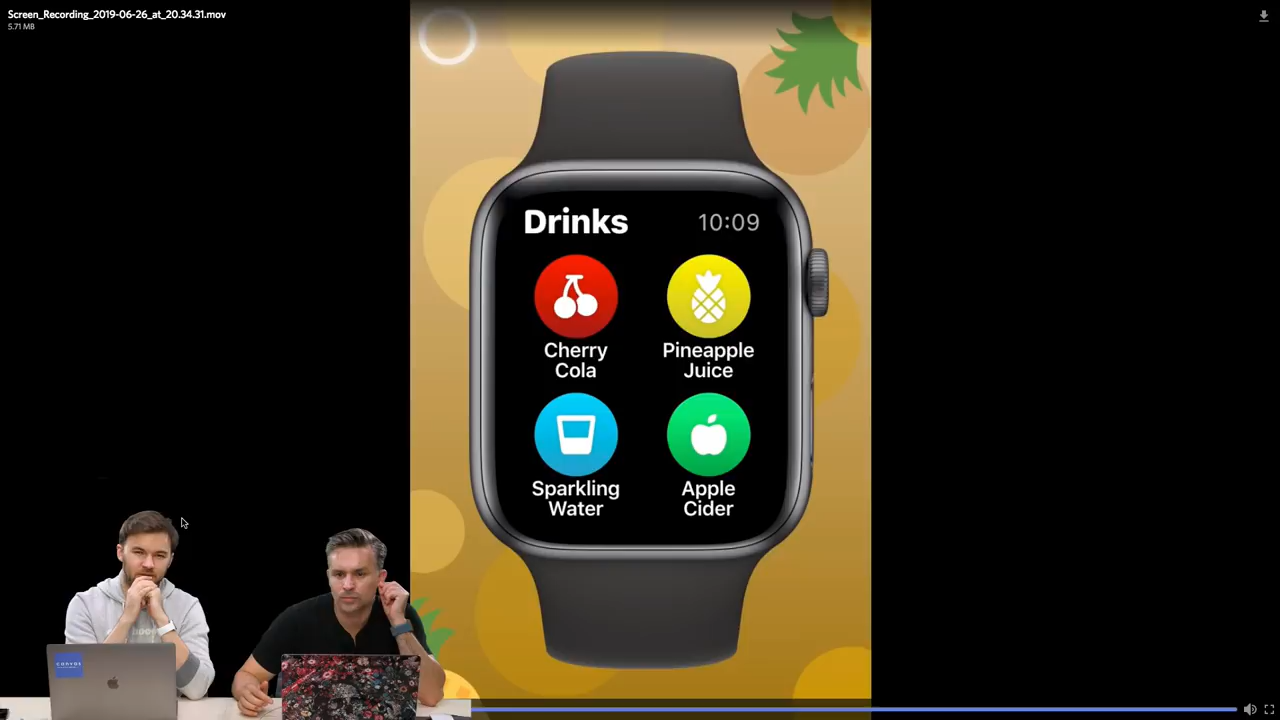 Screen_Recording_2019-06-26_at_20.34.31.mov
5.71 MB
Drinks 10:09
Cherry
Cola
Pineapple
Juice
Sparkling
Water
Apple
Cider
canvas